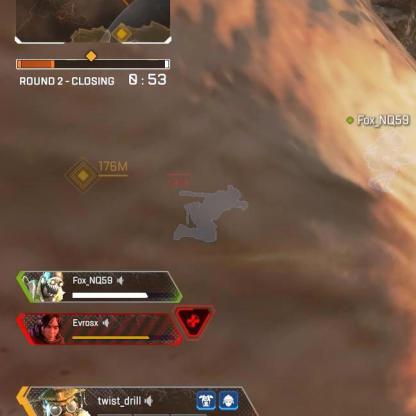 ROUND 2 - CLOSING 0:53
Fox_NQ59
176M
Fox_NQ59
Evrosx
twist_drill